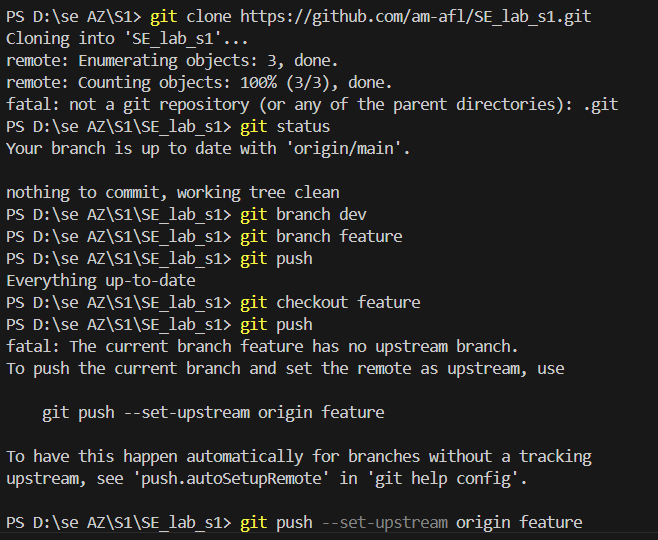 PS D:\se AZ\S1> git clone https://github.com/am-afl/SE_lab_s1.git
Cloning into 'SE_lab_s1'...
remote: Enumerating objects: 3, done.
remote: Counting objects: 100% (3/3), done.
fatal: not a git repository (or any of the parent directories): .git
PS D:\se AZ\S1\SE_lab_s1> git status
Your branch is up to date with 'origin/main'.

nothing to commit, working tree clean
PS D:\se AZ\S1\SE_lab_s1> git branch dev
PS D:\se AZ\S1\SE_lab_s1> git branch feature
PS D:\se AZ\S1\SE_lab_s1> git push
Everything up-to-date
PS D:\se AZ\S1\SE_lab_s1> git checkout feature
PS D:\se AZ\S1\SE_lab_s1> git push
fatal: The current branch feature has no upstream branch.
To push the current branch and set the remote as upstream, use

    git push --set-upstream origin feature

To have this happen automatically for branches without a tracking
upstream, see 'push.autoSetupRemote' in 'git help config'.

PS D:\se AZ\S1\SE_lab_s1> git push --set-upstream origin feature